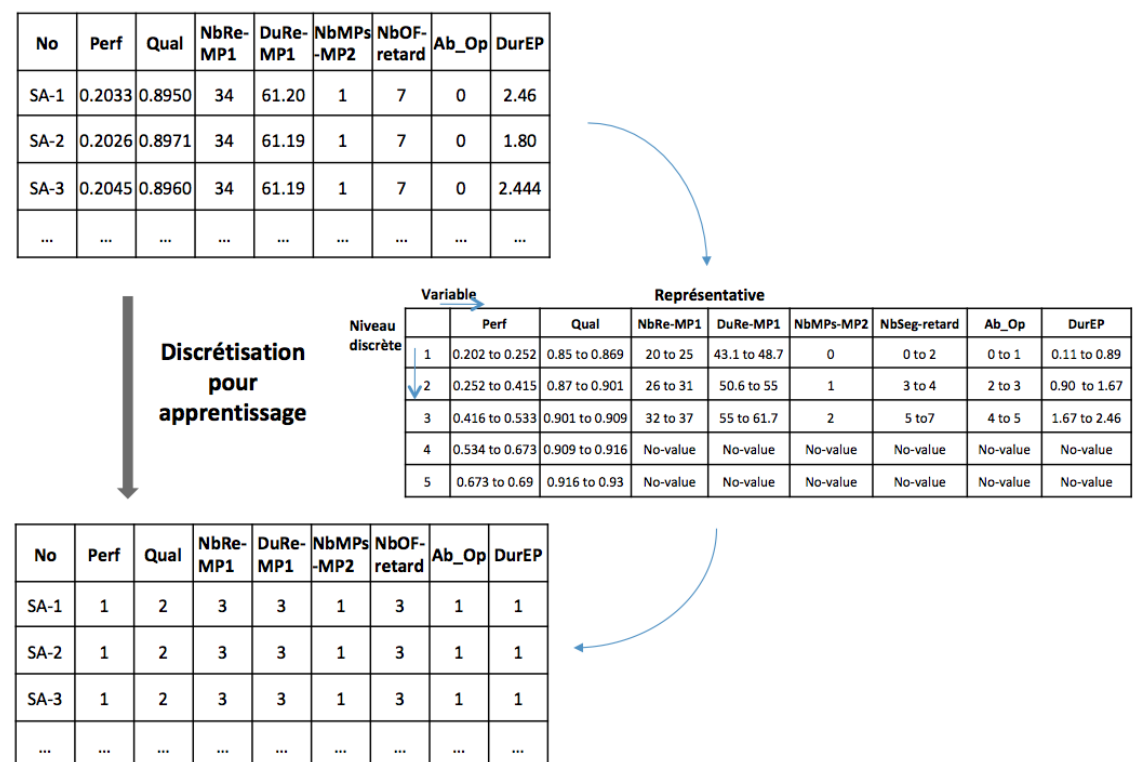 No Perf Qual NbRe-MP1 DuRe-MP1 NbMPs-MP2 NbOF-retard Ab_Op DurEP
SA-1 0.2033 0.8950 34 61.20 1 7 0 2.46
SA-2 0.2026 0.8971 34 61.19 1 7 0 1.80
SA-3 0.2045 0.8960 34 61.19 1 7 0 2.444
... ... ... ... ... ... ... ... ...
Variable Représentative
Niveau discrète
Perf Qual NbRe-MP1 DuRe-MP1 NbMPs-MP2 NbSeg-retard Ab_Op DurEP
1 0.202 to 0.252 0.85 to 0.869 20 to 25 43.1 to 48.7 0 0 to 2 0 to 1 0.11 to 0.89
2 0.252 to 0.415 0.87 to 0.901 26 to 31 50.6 to 55 1 3 to 4 2 to 3 0.90 to 1.67
3 0.416 to 0.533 0.901 to 0.909 32 to 37 55 to 61.7 2 5 to7 4 to 5 1.67 to 2.46
4 0.534 to 0.673 0.909 to 0.916 No-value No-value No-value No-value No-value No-value
5 0.673 to 0.69 0.916 to 0.93 No-value No-value No-value No-value No-value No-value
Discrétisation
pour
apprentissage
No Perf Qual NbRe-MP1 DuRe-MP1 NbMPs-MP2 NbOF-retard Ab_Op DurEP
SA-1 1 2 3 3 1 3 1 1
SA-2 1 2 3 3 1 3 1 1
SA-3 1 2 3 3 1 3 1 1
... ... ... ... ... ... ... ... ...